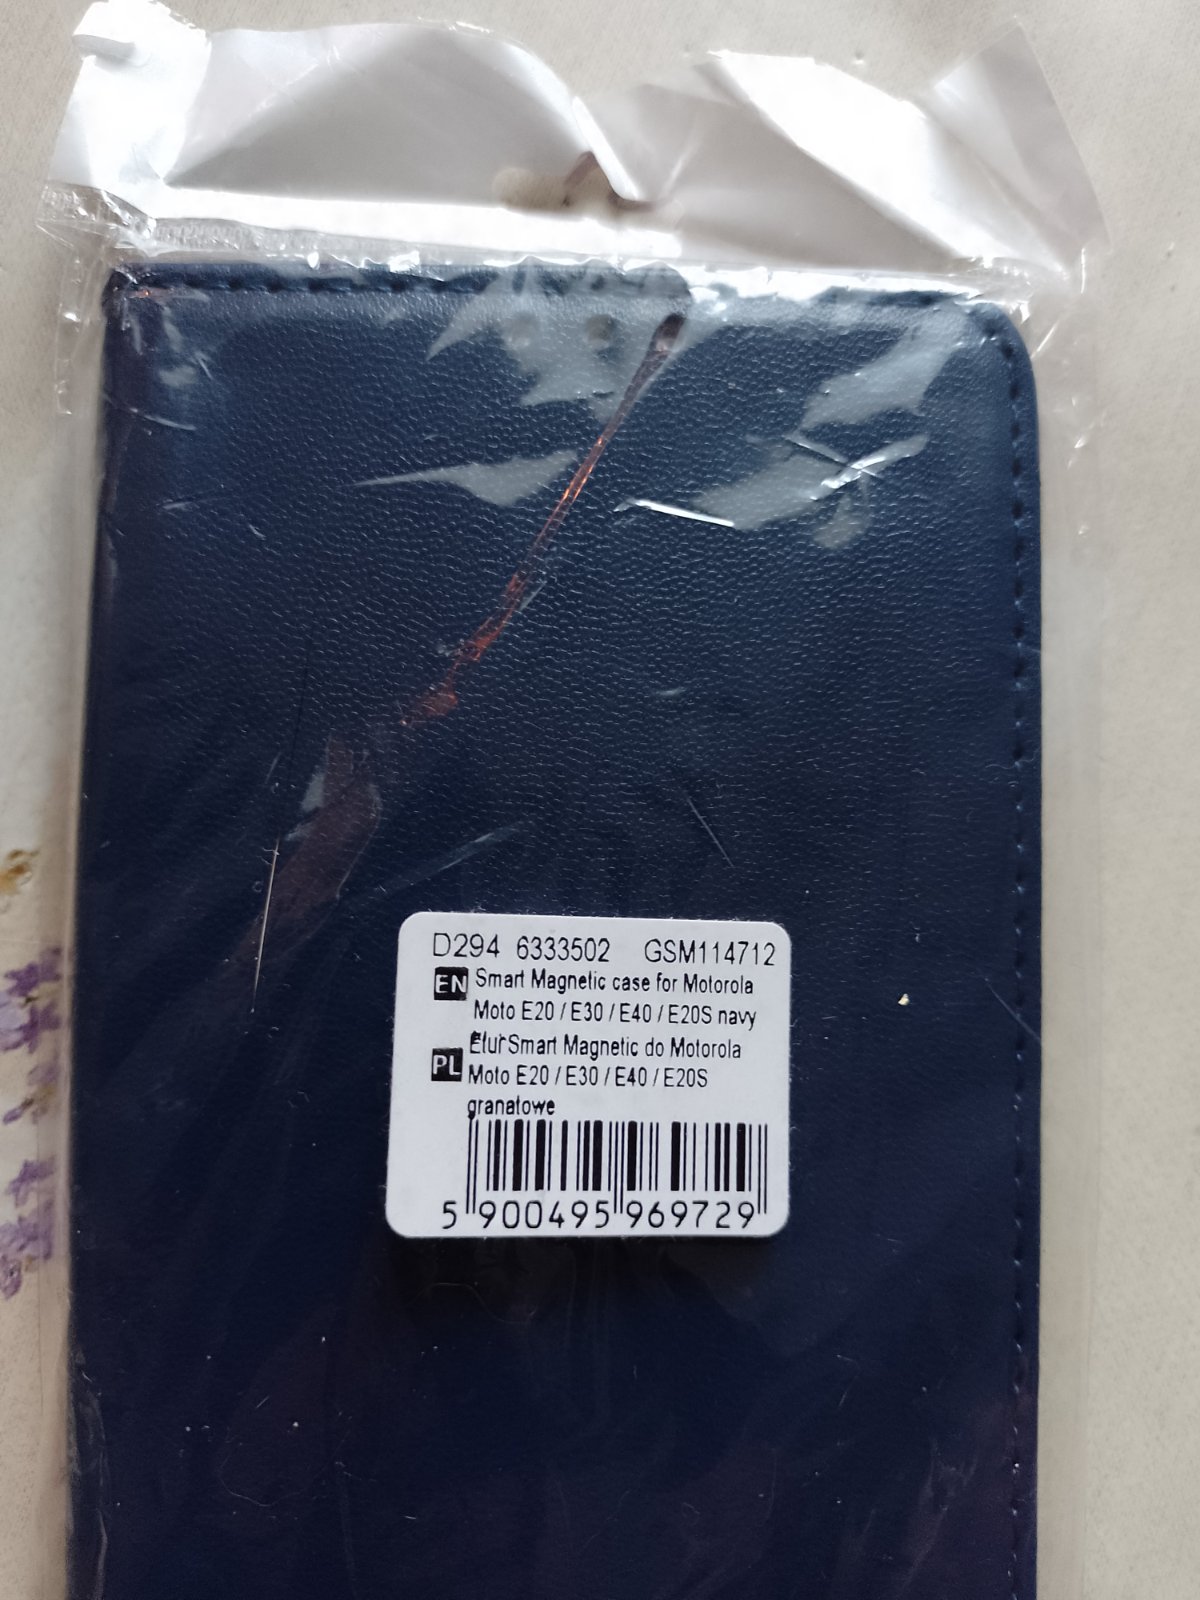 D294 6333502 GSM114712
EN Smart Magnetic case for Motorola
Moto E20 / E30 / E40 / E20S navy
Etui Smart Magnetic do Motorola
PL Moto E20 / E30 / E40 / E20S
granatowe
5 900495 969729